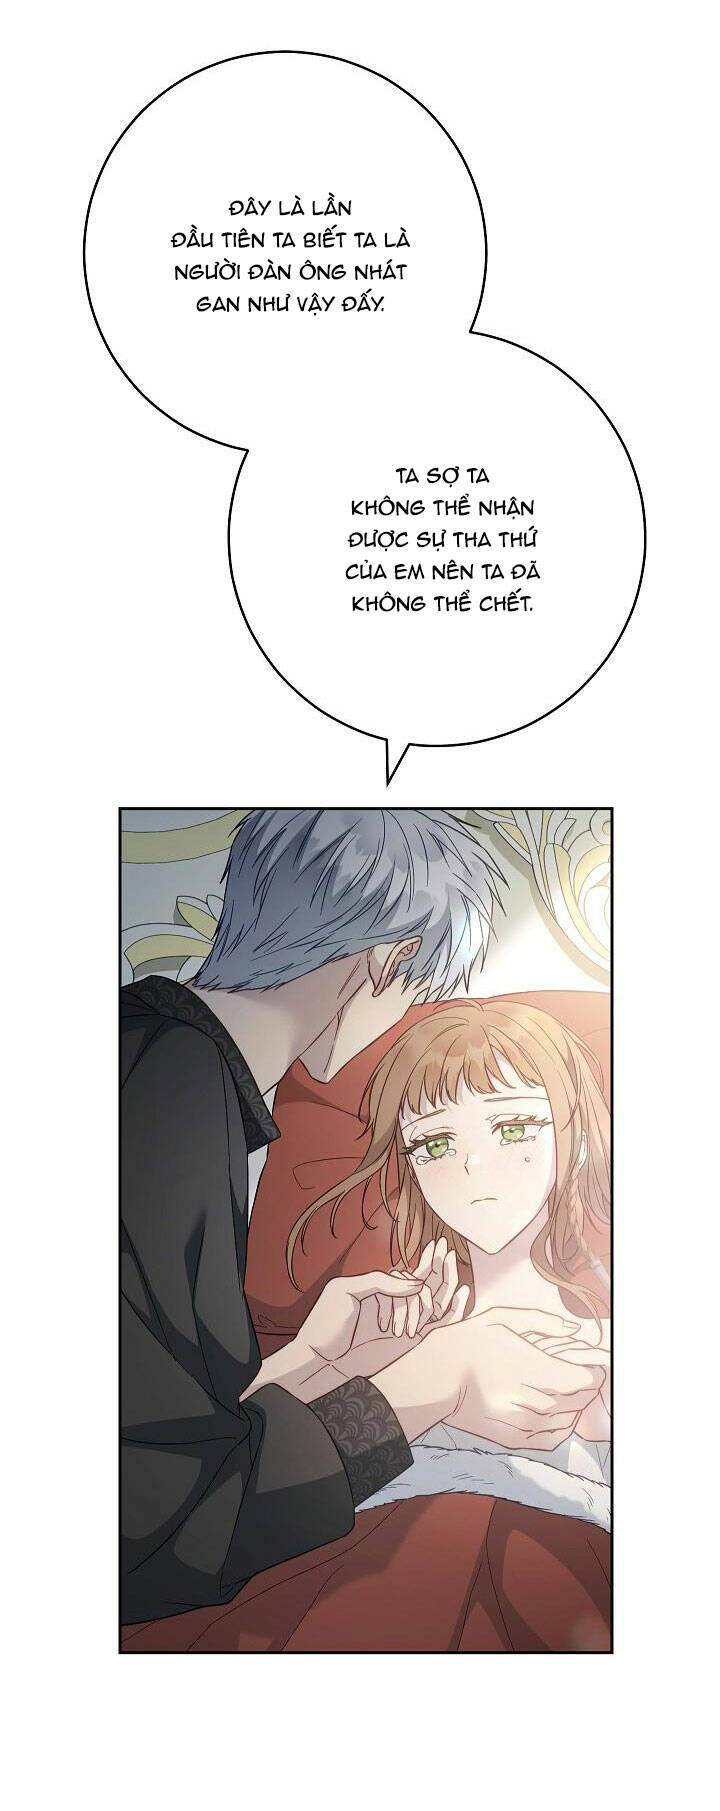 ĐÂY LÀ LẦN
ĐẦU TIÊN TA BIẾT TA LÀ
NGƯỜI ĐÀN ÔNG NHÁT
GAN NHƯ VẬY ĐẤY.
TA SỢ TA
KHÔNG THỂ NHẬN
ĐƯỢC SỰ THA THỨ
CỦA EM NÊN TA ĐÃ
KHÔNG THỂ CHẾT.